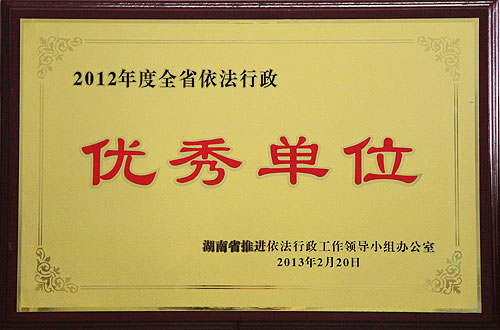 2012年度全省依法行政
优秀单位
湖南省推进依法行政工作领导小组办公室
2013年2月20日